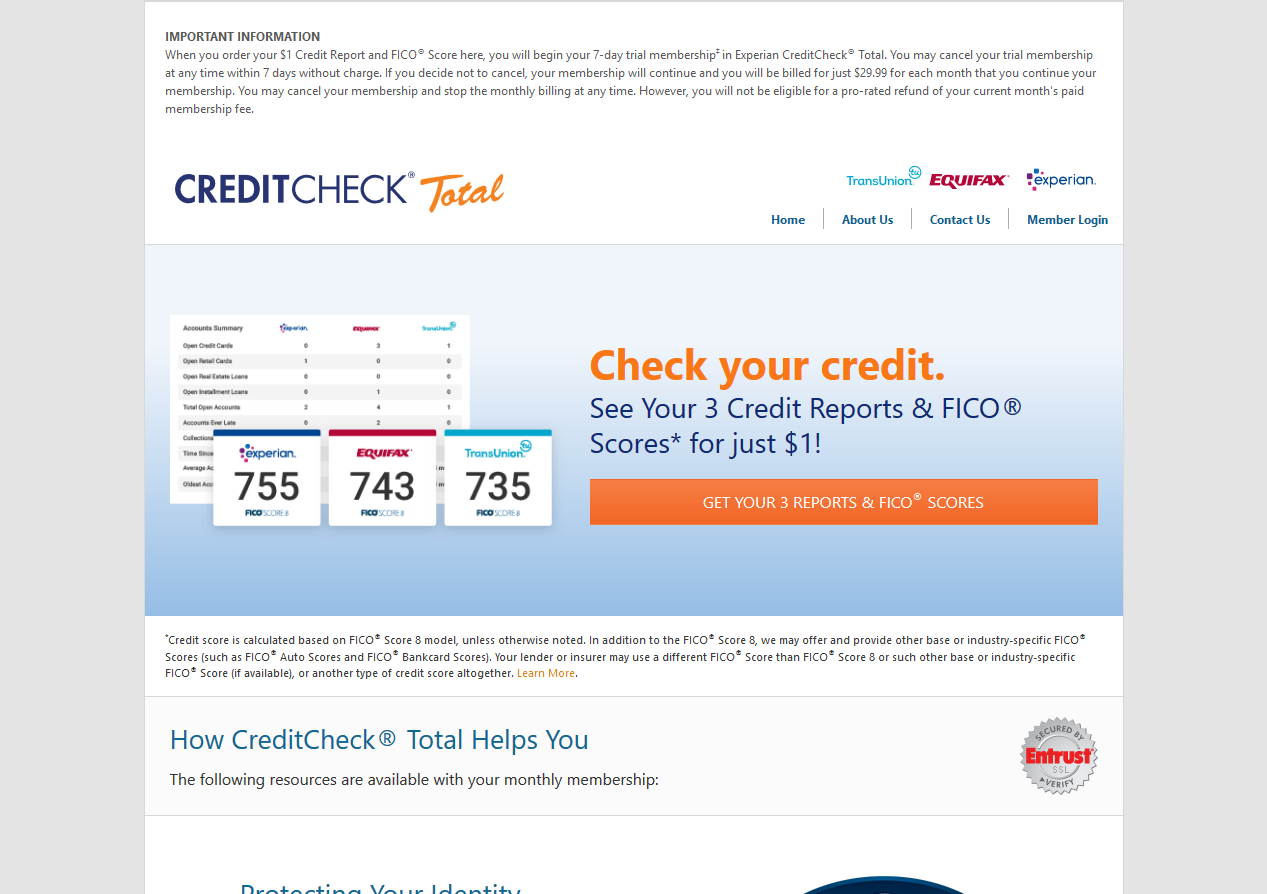 IMPORTANT INFORMATION
When you order your $1 Credit Report and FICO® Score here, you will begin your 7-day trial membership‡ in Experian CreditCheck® Total. You may cancel your trial membership
at any time within 7 days without charge. If you decide not to cancel, your membership will continue and you will be billed for just $29.99 for each month that you continue your
membership. You may cancel your membership and stop the monthly billing at any time. However, you will not be eligible for a pro-rated refund of your current month's paid
membership fee.
CREDITCHECK® Total
TransUnion tu EQUIFAX® experian.
Home About Us Contact Us Member Login
Accounts Summary experian. EQUIFAX TransUnion tu
Open Credit Cards 0 3 1
Open Retail Cards 1 0 0
Open Real Estate Loans 0 0 0
Open Installment Loans 0 1 0
Total Open Accounts 2 4 1
Accounts Ever Late 0 2 0
Collections
Time Since
Average Ac
Oldest Acc
experian. EQUIFAX TransUnion tu
755 743 735
FICO® SCORE 8 FICO® SCORE 8 FICO® SCORE 8
Check your credit.
See Your 3 Credit Reports & FICO®
Scores* for just $1!
GET YOUR 3 REPORTS & FICO® SCORES
*Credit score is calculated based on FICO® Score 8 model, unless otherwise noted. In addition to the FICO® Score 8, we may offer and provide other base or industry-specific FICO®
Scores (such as FICO® Auto Scores and FICO® Bankcard Scores). Your lender or insurer may use a different FICO® Score than FICO® Score 8 or such other base or industry-specific
FICO® Score (if available), or another type of credit score altogether. Learn More.
How CreditCheck® Total Helps You
The following resources are available with your monthly membership:
SECURED BY
Entrust
SSL
VERIFY
Protecting Your Identity